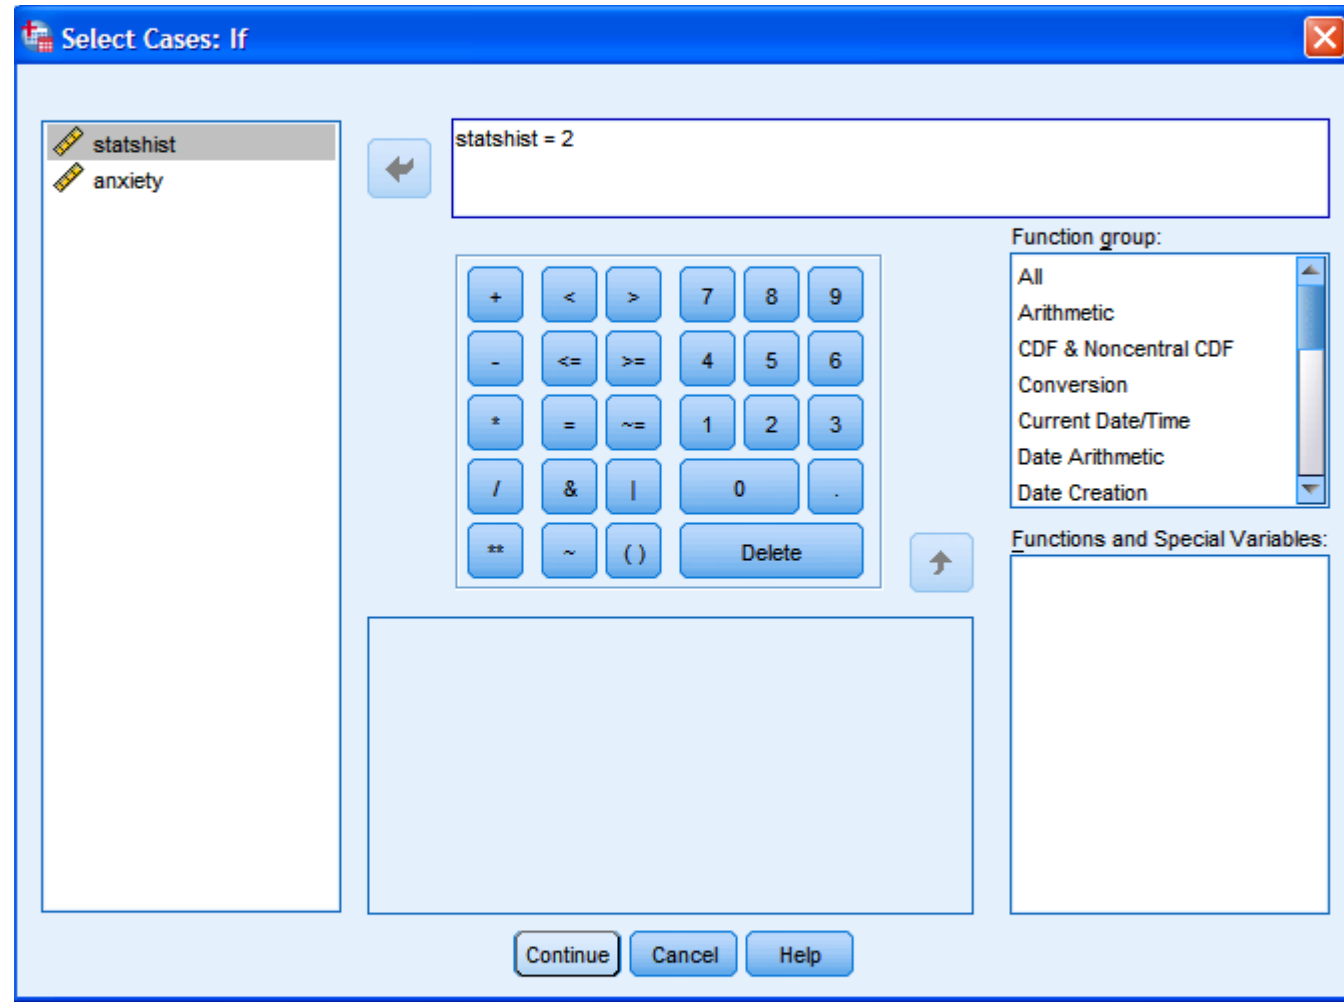 Select Cases: If
statshist
anxiety
statshist = 2
+ < > 7 8 9
- <= >= 4 5 6
* = ~= 1 2 3
/ & | 0 .
** ~ ( ) Delete
Function group:
All
Arithmetic
CDF & Noncentral CDF
Conversion
Current Date/Time
Date Arithmetic
Date Creation
Functions and Special Variables:
Continue Cancel Help